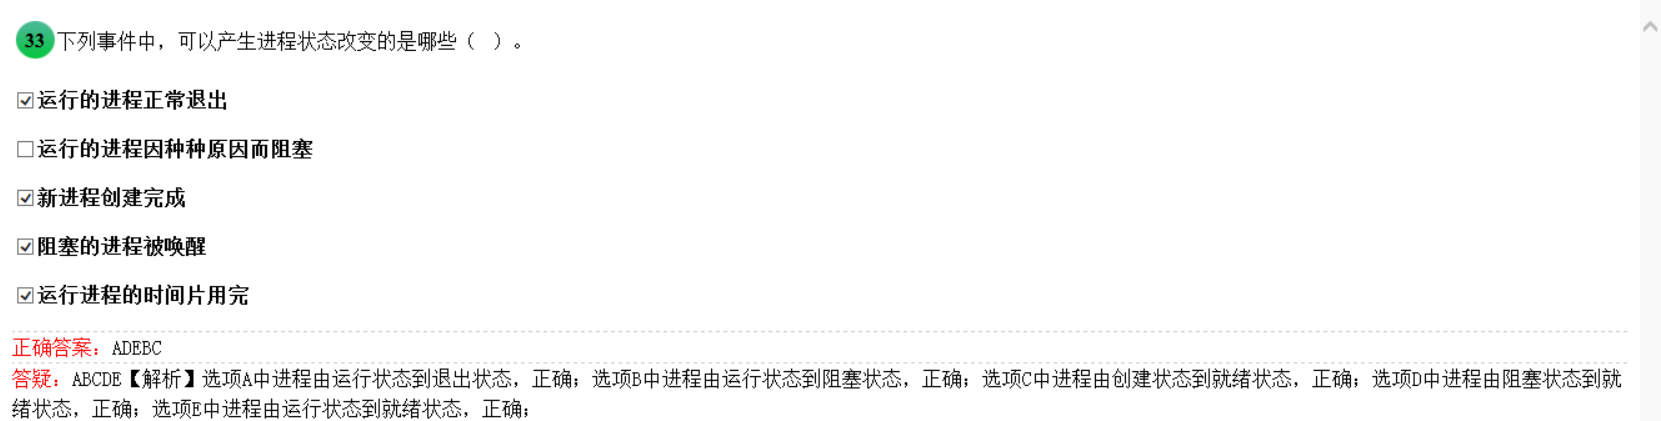 33 下列事件中，可以产生进程状态改变的是哪些（ ）。
运行的进程正常退出
运行的进程因种种原因而阻塞
新进程创建完成
阻塞的进程被唤醒
运行进程的时间片用完
正确答案：ADEBC
答疑：ABCDE【解析】选项A中进程由运行状态到退出状态，正确；选项B中进程由运行状态到阻塞状态，正确；选项C中进程由创建状态到就绪状态，正确；选项D中进程由阻塞状态到就
绪状态，正确；选项E中进程由运行状态到就绪状态，正确；